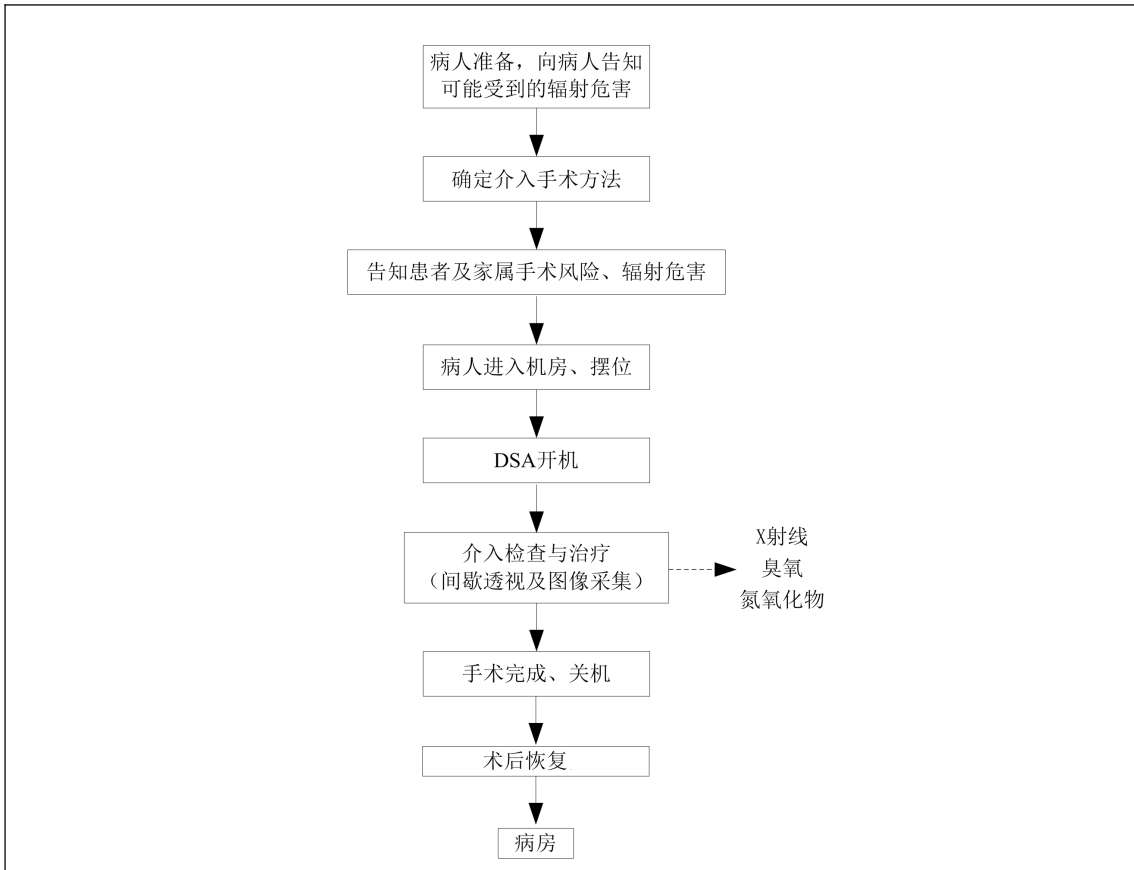 病人准备，向病人告知
可能受到的辐射危害
确定介入手术方法
告知患者及家属手术风险、辐射危害
病人进入机房、摆位
DSA开机
介入检查与治疗
（间歇透视及图像采集）
X射线
臭氧
氮氧化物
手术完成、关机
术后恢复
病房